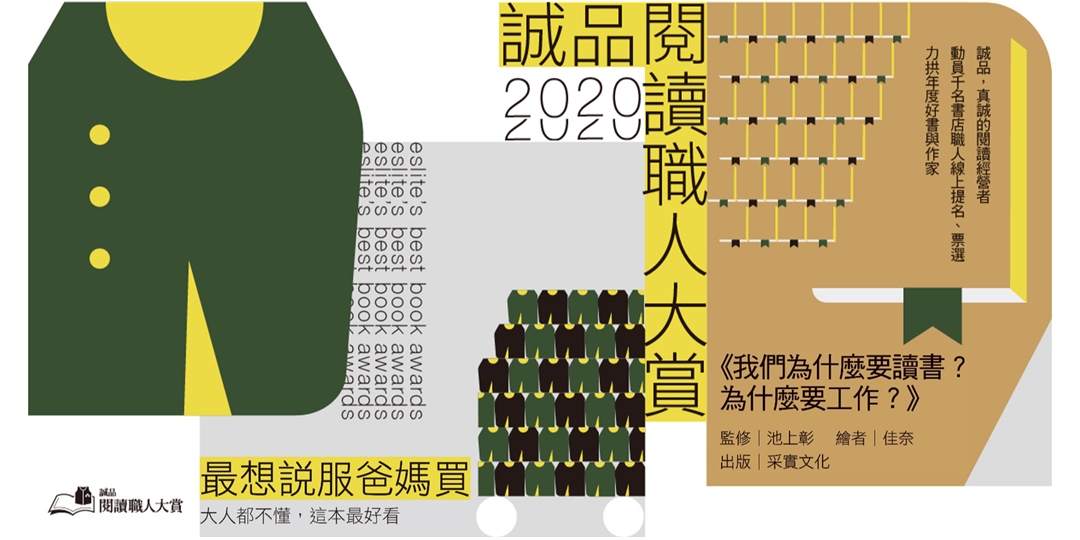 誠品閱讀職人大賞
2020
eslite's best book awards
eslite's best book awards
eslite's best book awards
eslite's best book awards
誠品，真誠的閱讀經營者
動員千名書店職人線上提名、票選
力拱年度好書與作家
《我們為什麼要讀書？
為什麼要工作？》
監修｜池上彰　繪者｜佳奈
出版｜采實文化
最想説服爸媽買
大人都不懂，這本最好看
誠品
閱讀職人大賞